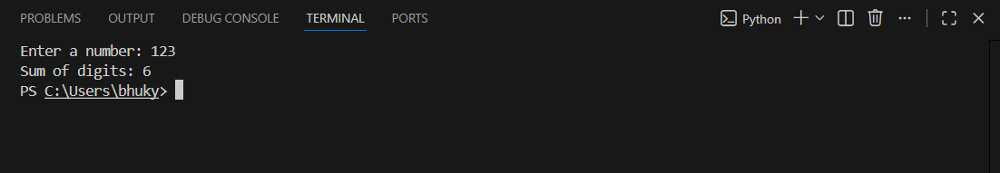 PROBLEMS OUTPUT DEBUG CONSOLE TERMINAL PORTS Python
Enter a number: 123
Sum of digits: 6
PS C:\Users\bhuky>